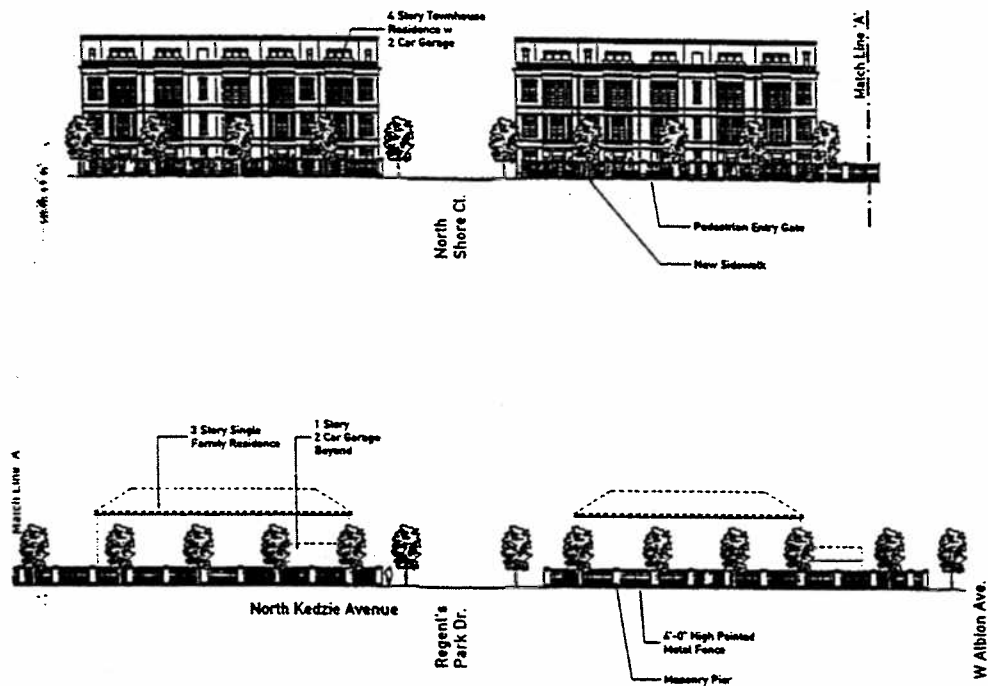 4 Story Townhouse
Residence w
2 Car Garage
Match Line 'A'
North
Shore Ct.
Pedestrian Entry Gate
New Sidewalk
3 Story Single
Family Residence
1 Story
2 Car Garage
Beyond
Match Line A
North Kedzie Avenue
Regent's
Park Dr.
6'-0" High Painted
Metal Fence
Masonry Pier
W Albion Ave.